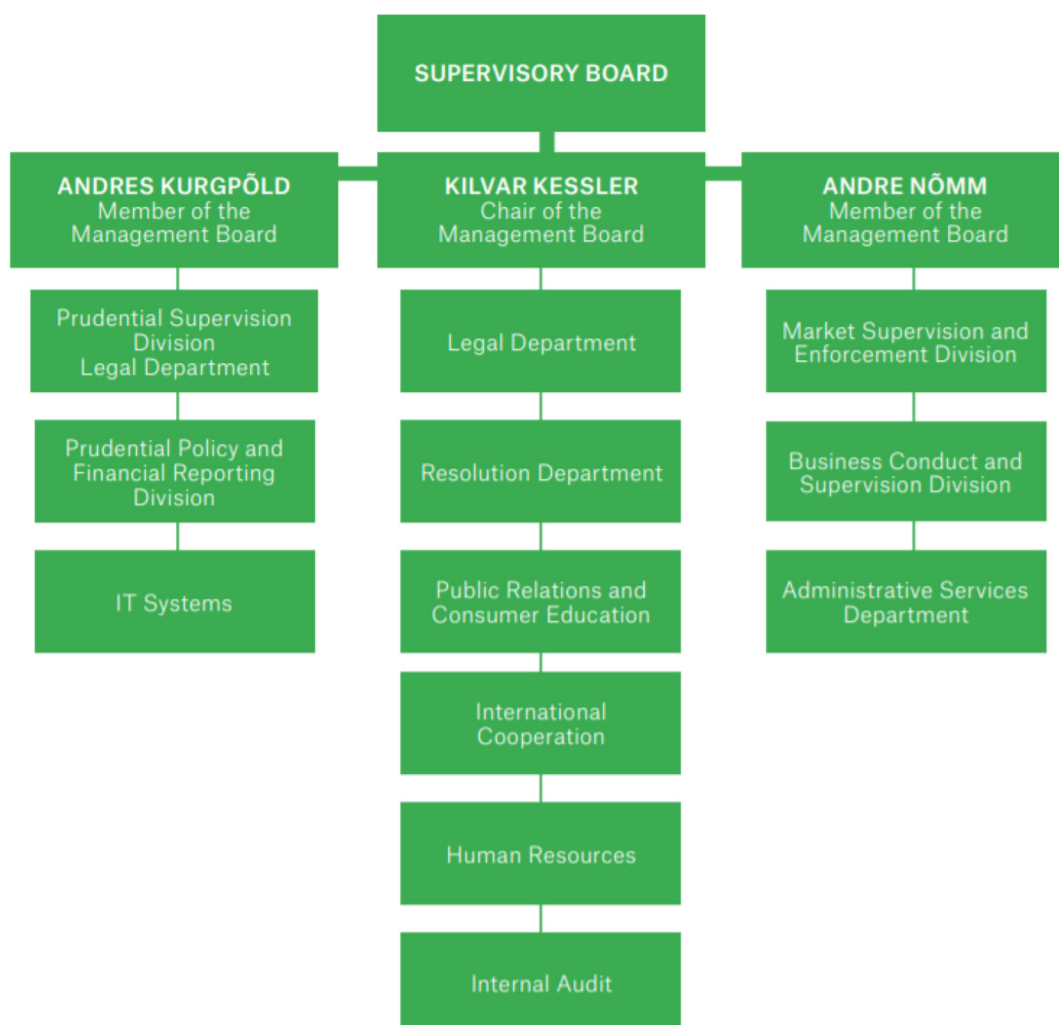 SUPERVISORY BOARD
ANDRES KURGPÕLD
Member of the
Management Board
KILVAR KESSLER
Chair of the
Management Board
ANDRE NÕMM
Member of the
Management Board
Prudential Supervision
Division
Legal Department
Prudential Policy and
Financial Reporting
Division
IT Systems
Legal Department
Resolution Department
Public Relations and
Consumer Education
International
Cooperation
Human Resources
Internal Audit
Market Supervision and
Enforcement Division
Business Conduct and
Supervision Division
Administrative Services
Department